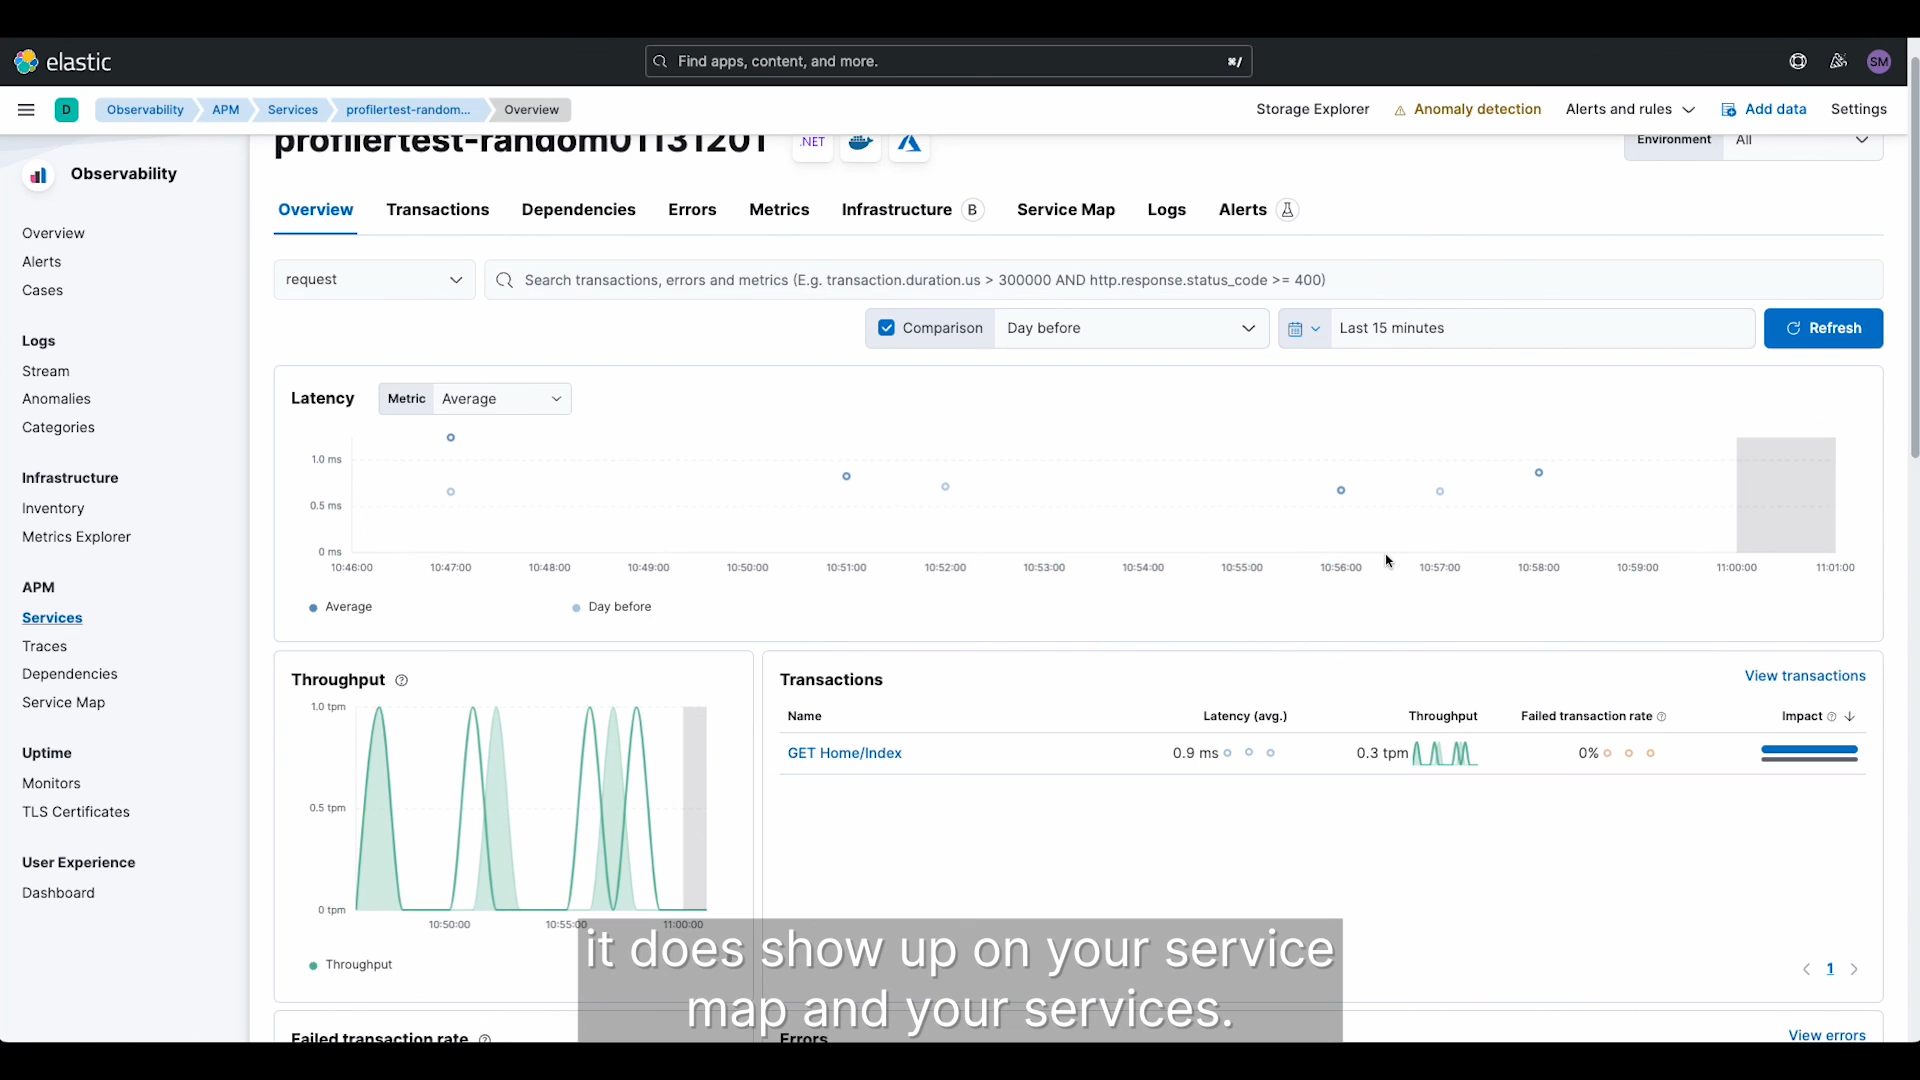 elastic
Find apps, content, and more.
⌘/
SM
D
Observability
APM
Services
profilertest-random...
Overview
Storage Explorer
Anomaly detection
Alerts and rules
Add data
Settings
profilertest-random01131201
.NET
Environment
All
Observability
Overview
Alerts
Cases
Logs
Stream
Anomalies
Categories
Infrastructure
Inventory
Metrics Explorer
APM
Services
Traces
Dependencies
Service Map
Uptime
Monitors
TLS Certificates
User Experience
Dashboard
Overview
Transactions
Dependencies
Errors
Metrics
Infrastructure
B
Service Map
Logs
Alerts
request
Search transactions, errors and metrics (E.g. transaction.duration.us > 300000 AND http.response.status_code >= 400)
Comparison
Day before
Last 15 minutes
Refresh
Latency
Metric
Average
1.0 ms
0.5 ms
0 ms
10:46:00
10:47:00
10:48:00
10:49:00
10:50:00
10:51:00
10:52:00
10:53:00
10:54:00
10:55:00
10:56:00
10:57:00
10:58:00
10:59:00
11:00:00
11:01:00
Average
Day before
Throughput
1.0 tpm
0.5 tpm
0 tpm
10:50:00
10:55:00
11:00:00
Throughput
Transactions
View transactions
Name
Latency (avg.)
Throughput
Failed transaction rate
Impact
GET Home/Index
0.9 ms
0.3 tpm
0%
1
Failed transaction rate
Errors
View errors
it does show up on your service
map and your services.